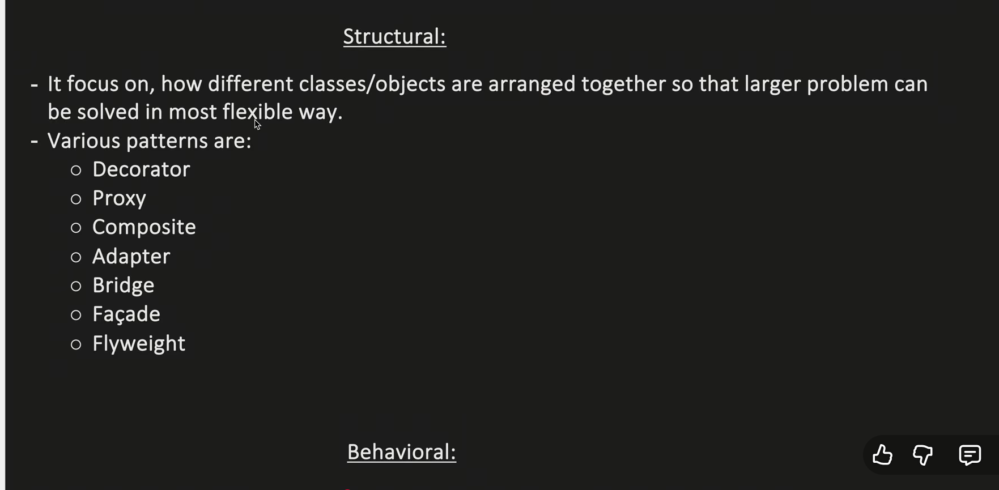 Structural:
- It focus on, how different classes/objects are arranged together so that larger problem can
be solved in most flexible way.
- Various patterns are:
○ Decorator
○ Proxy
○ Composite
○ Adapter
○ Bridge
○ Façade
○ Flyweight
Behavioral: